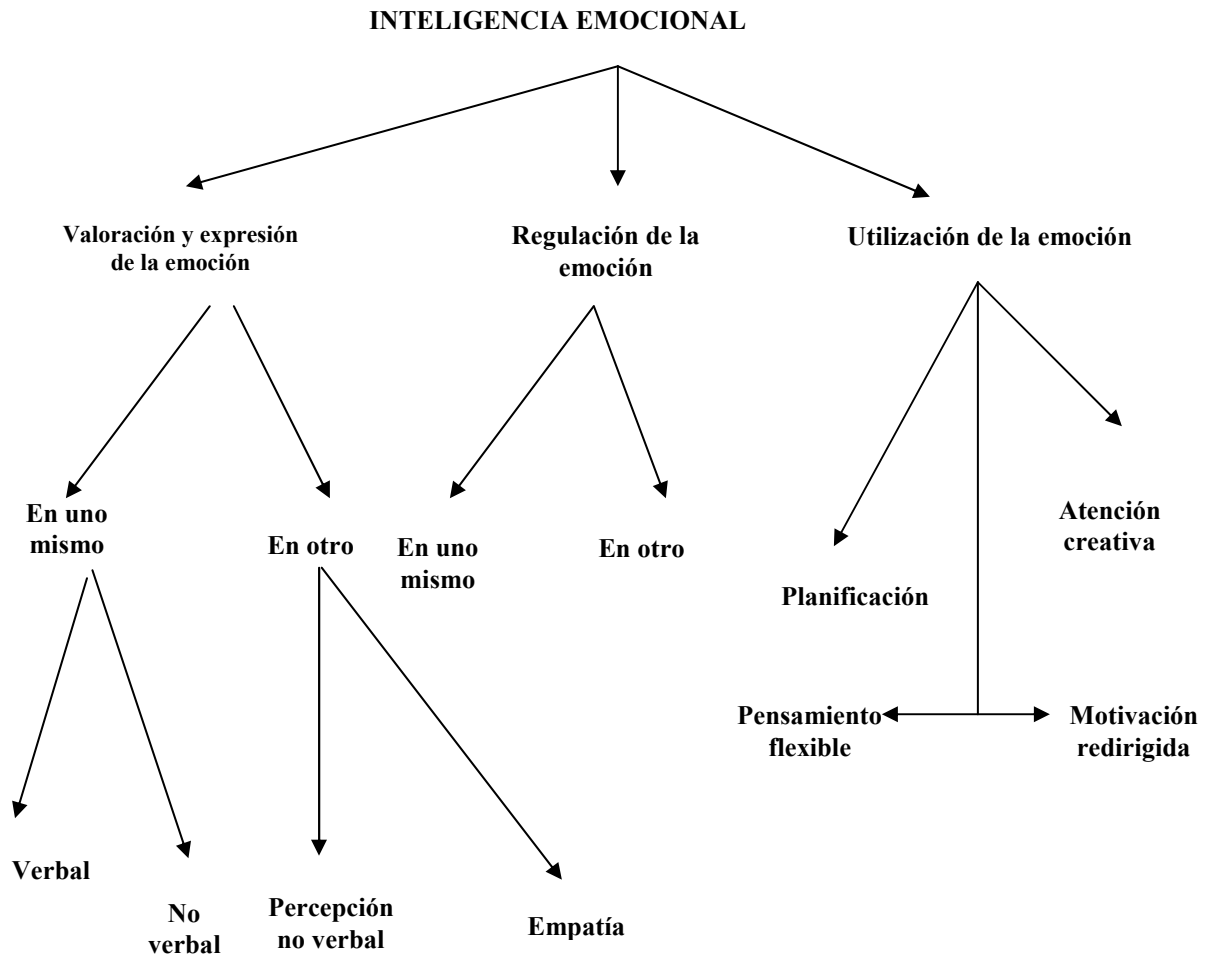 INTELIGENCIA EMOCIONAL
Valoración y expresión
de la emoción
Regulación de la
emoción
Utilización de la emoción
En uno
mismo
En otro
En uno
mismo
En otro
Atención
creativa
Planificación
Pensamiento
flexible
Motivación
redirigida
Verbal
No
verbal
Percepción
no verbal
Empatía